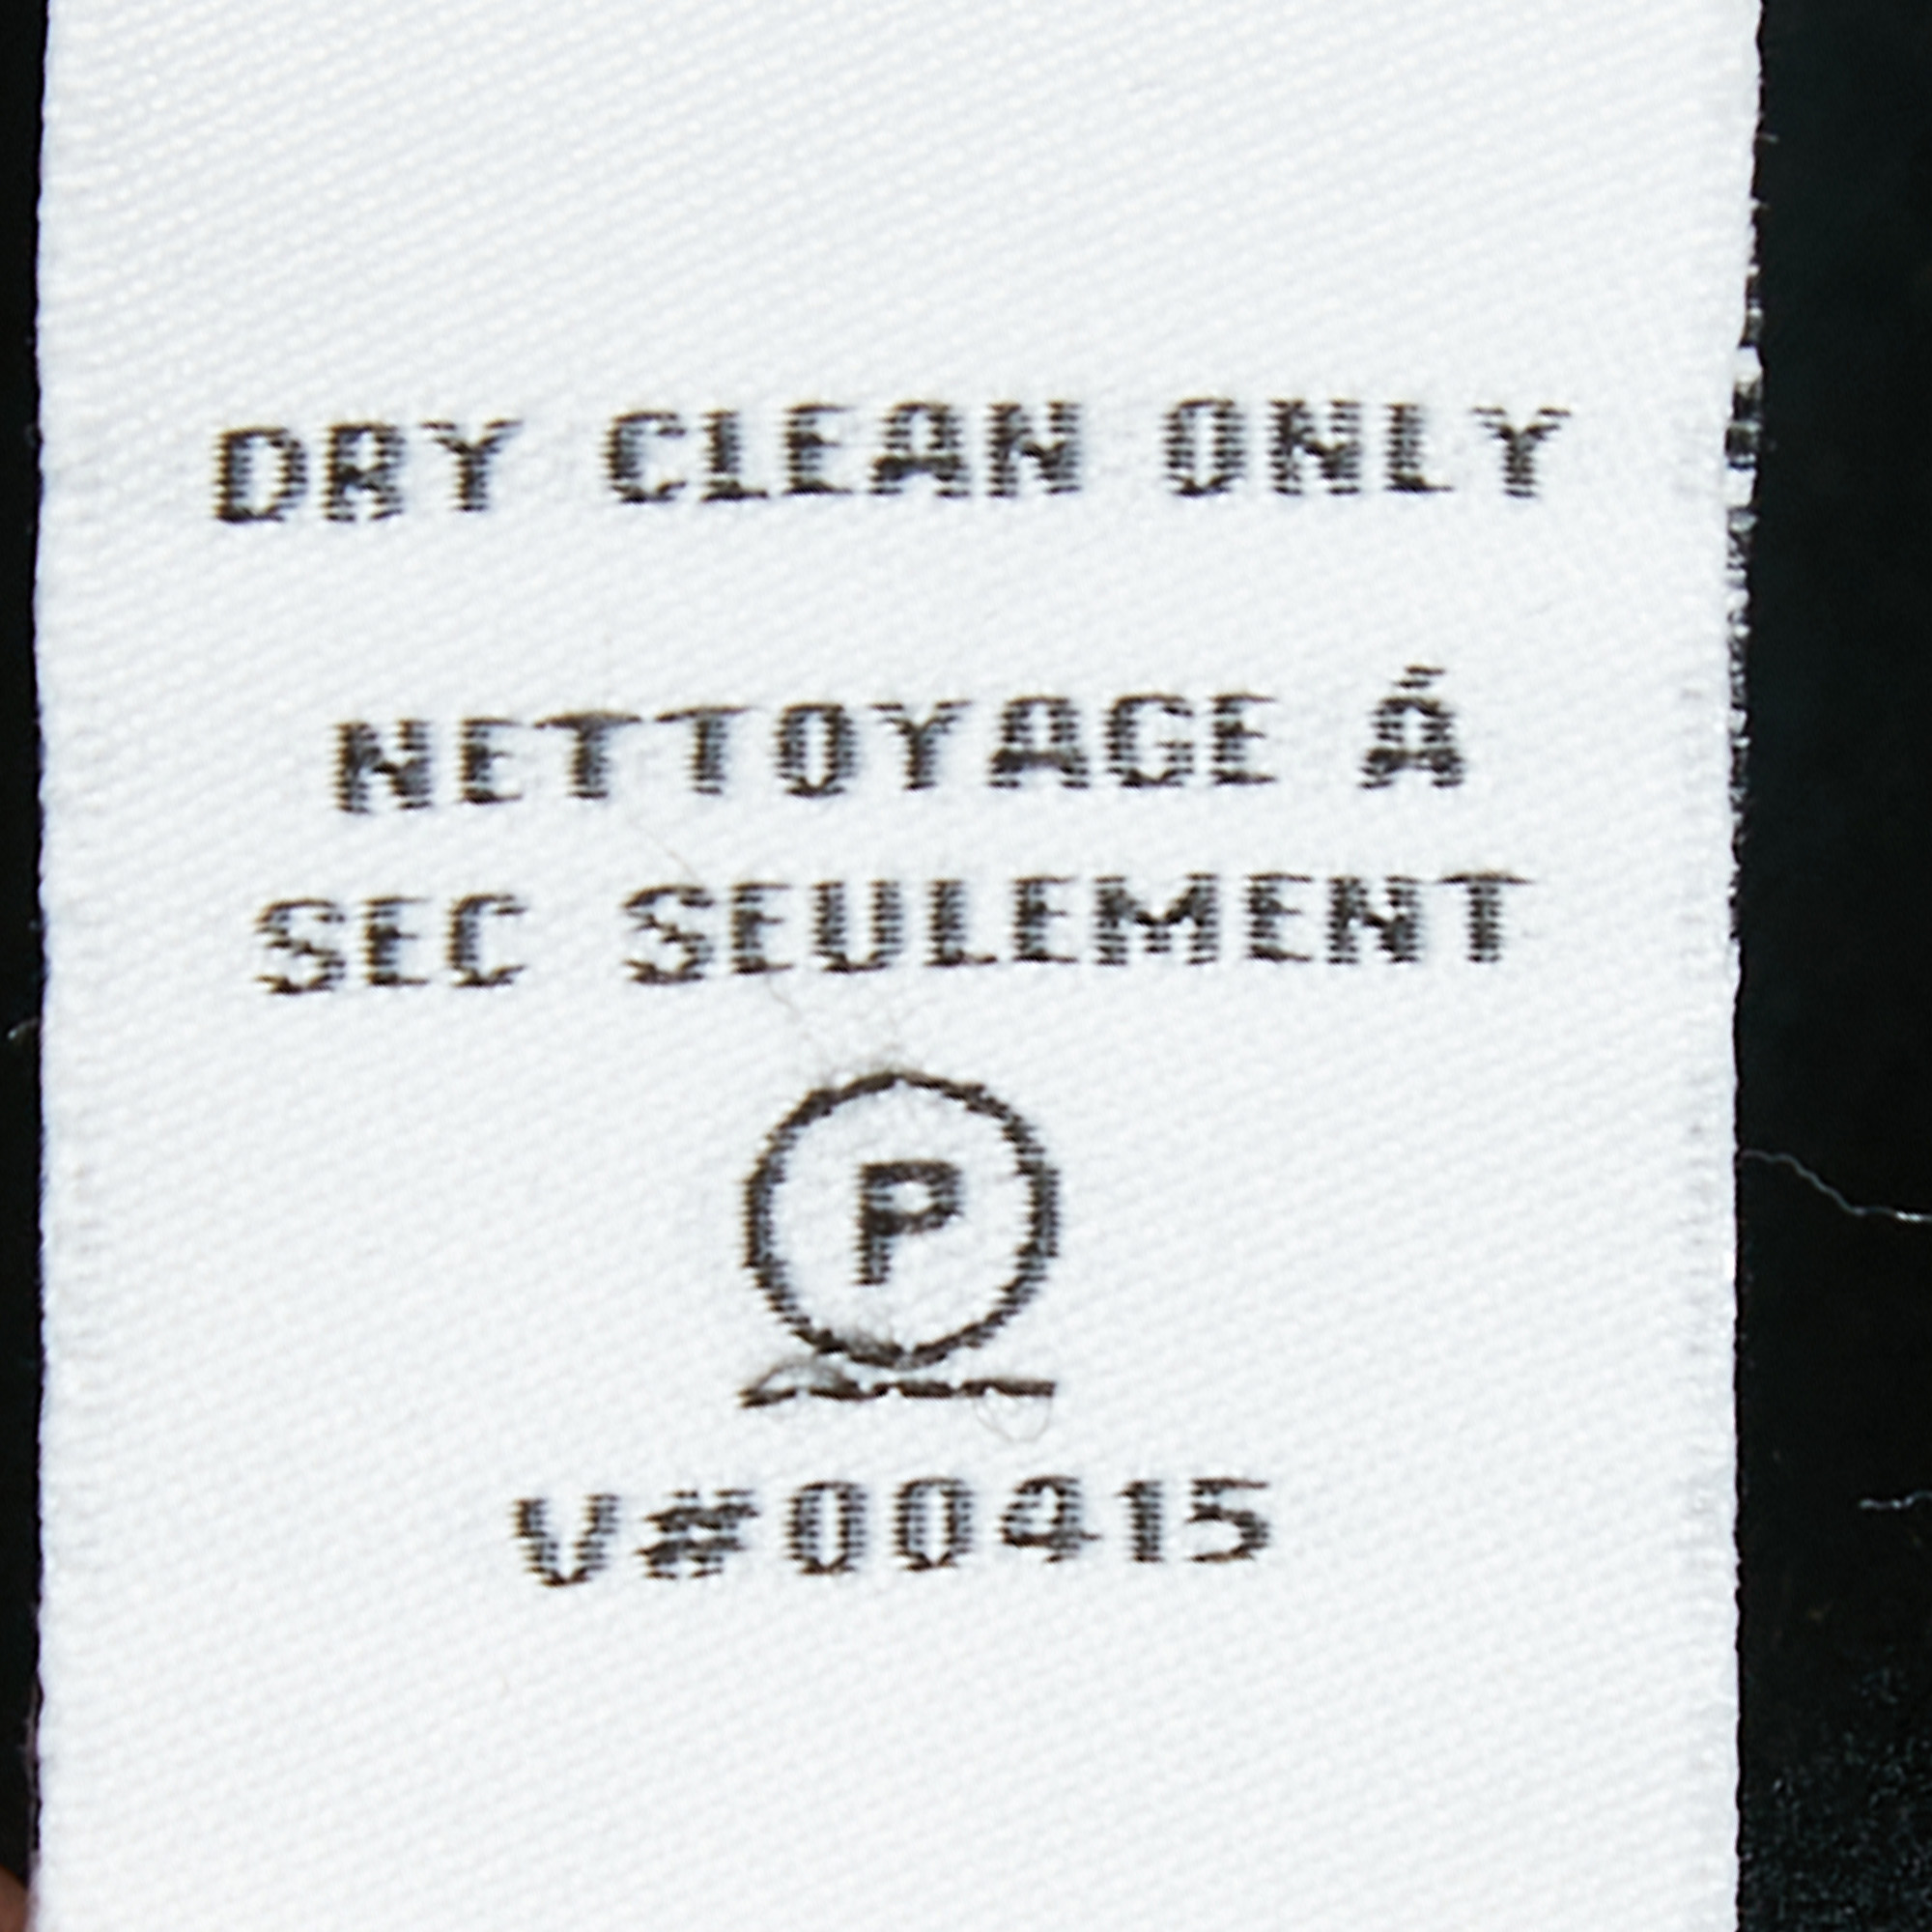 DRY CLEAN ONLY
NETTOYAGE Á
SEC SEULEMENT
P
V#00415